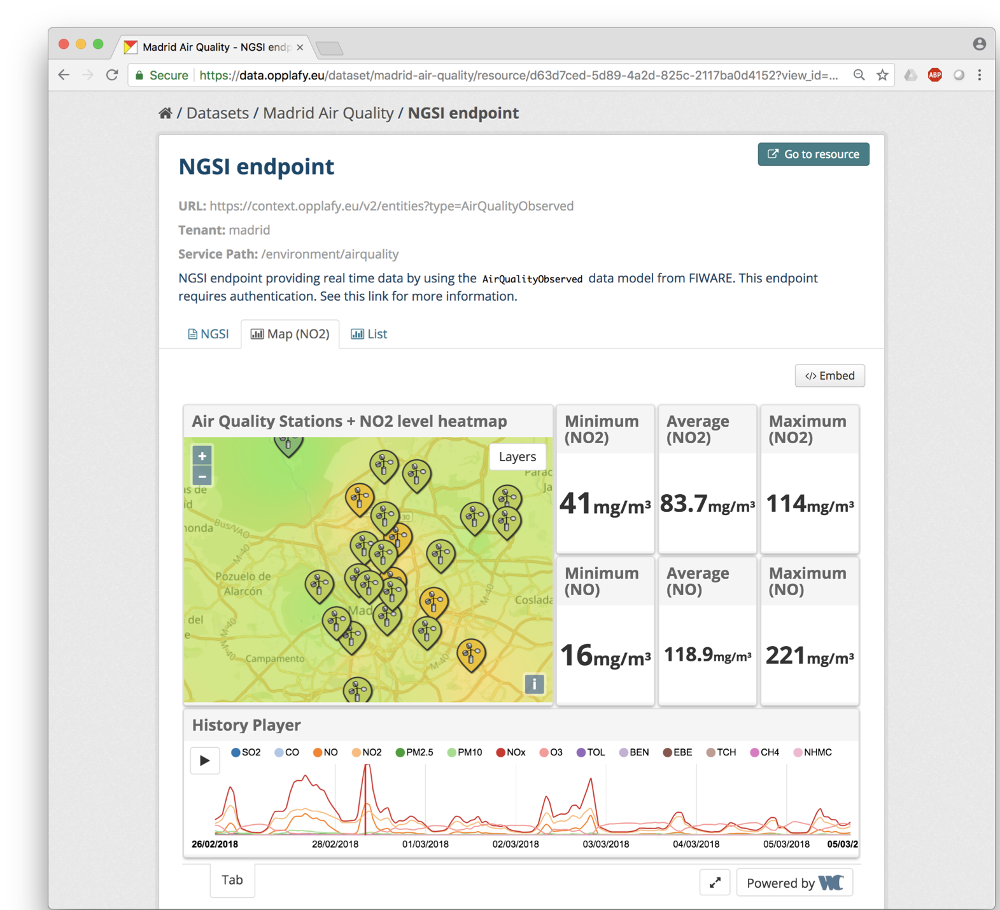 Madrid Air Quality - NGSI endp
Secure https://data.opplafy.eu/dataset/madrid-air-quality/resource/d63d7ced-5d89-4a2d-825c-2117ba0d4152?view_id=...
ABP
/ Datasets / Madrid Air Quality / NGSI endpoint
NGSI endpoint
Go to resource
URL: https://context.opplafy.eu/v2/entities?type=AirQualityObserved
Tenant: madrid
Service Path: /environment/airquality
NGSI endpoint providing real time data by using the AirQualityObserved data model from FIWARE. This endpoint
requires authentication. See this link for more information.
NGSI
Map (NO2)
List
</> Embed
Air Quality Stations + NO2 level heatmap
+
−
Layers
Parac
Ja
as de
id
30
honda
Bus/VAO
M-40
Pozuelo de
Alarcón
M-40
Coslada
Mad
del
e
M-40
M-40
Campamento
M-40
i
Minimum
(NO2)
41mg/m³
Average
(NO2)
83.7mg/m³
Maximum
(NO2)
114mg/m³
Minimum
(NO)
16mg/m³
Average
(NO)
118.9mg/m³
Maximum
(NO)
221mg/m³
History Player
SO2 CO NO NO2 PM2.5 PM10 NOx O3 TOL BEN EBE TCH CH4 NHMC
26/02/2018 28/02/2018 01/03/2018 02/03/2018 03/03/2018 04/03/2018 05/03/2018 05/03/2
Tab
Powered by WC